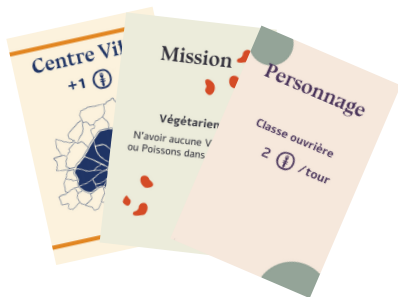 Centre Vil
+1
Mission
Végétarien
N'avoir aucune V
ou Poissons dans
Personnage
Classe ouvrière
2 /tour